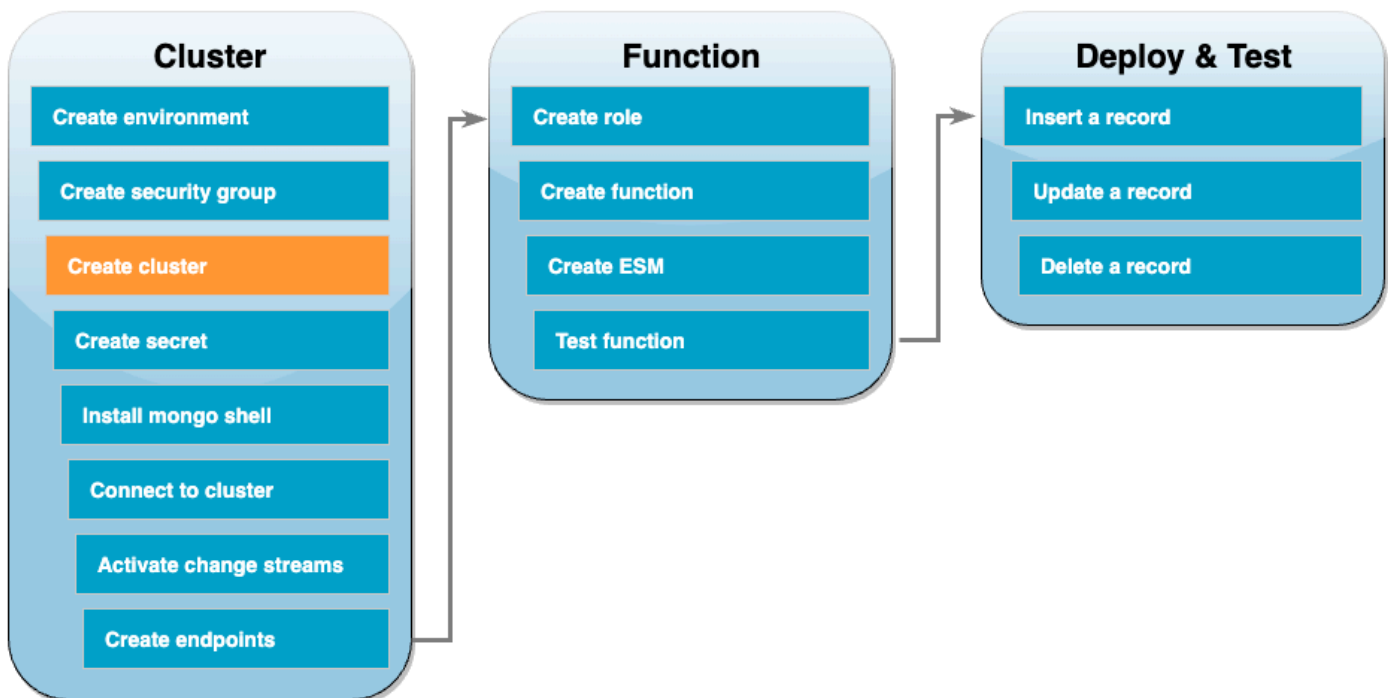 Cluster
Create environment
Create security group
Create cluster
Create secret
Install mongo shell
Connect to cluster
Activate change streams
Create endpoints
Function
Create role
Create function
Create ESM
Test function
Deploy & Test
Insert a record
Update a record
Delete a record